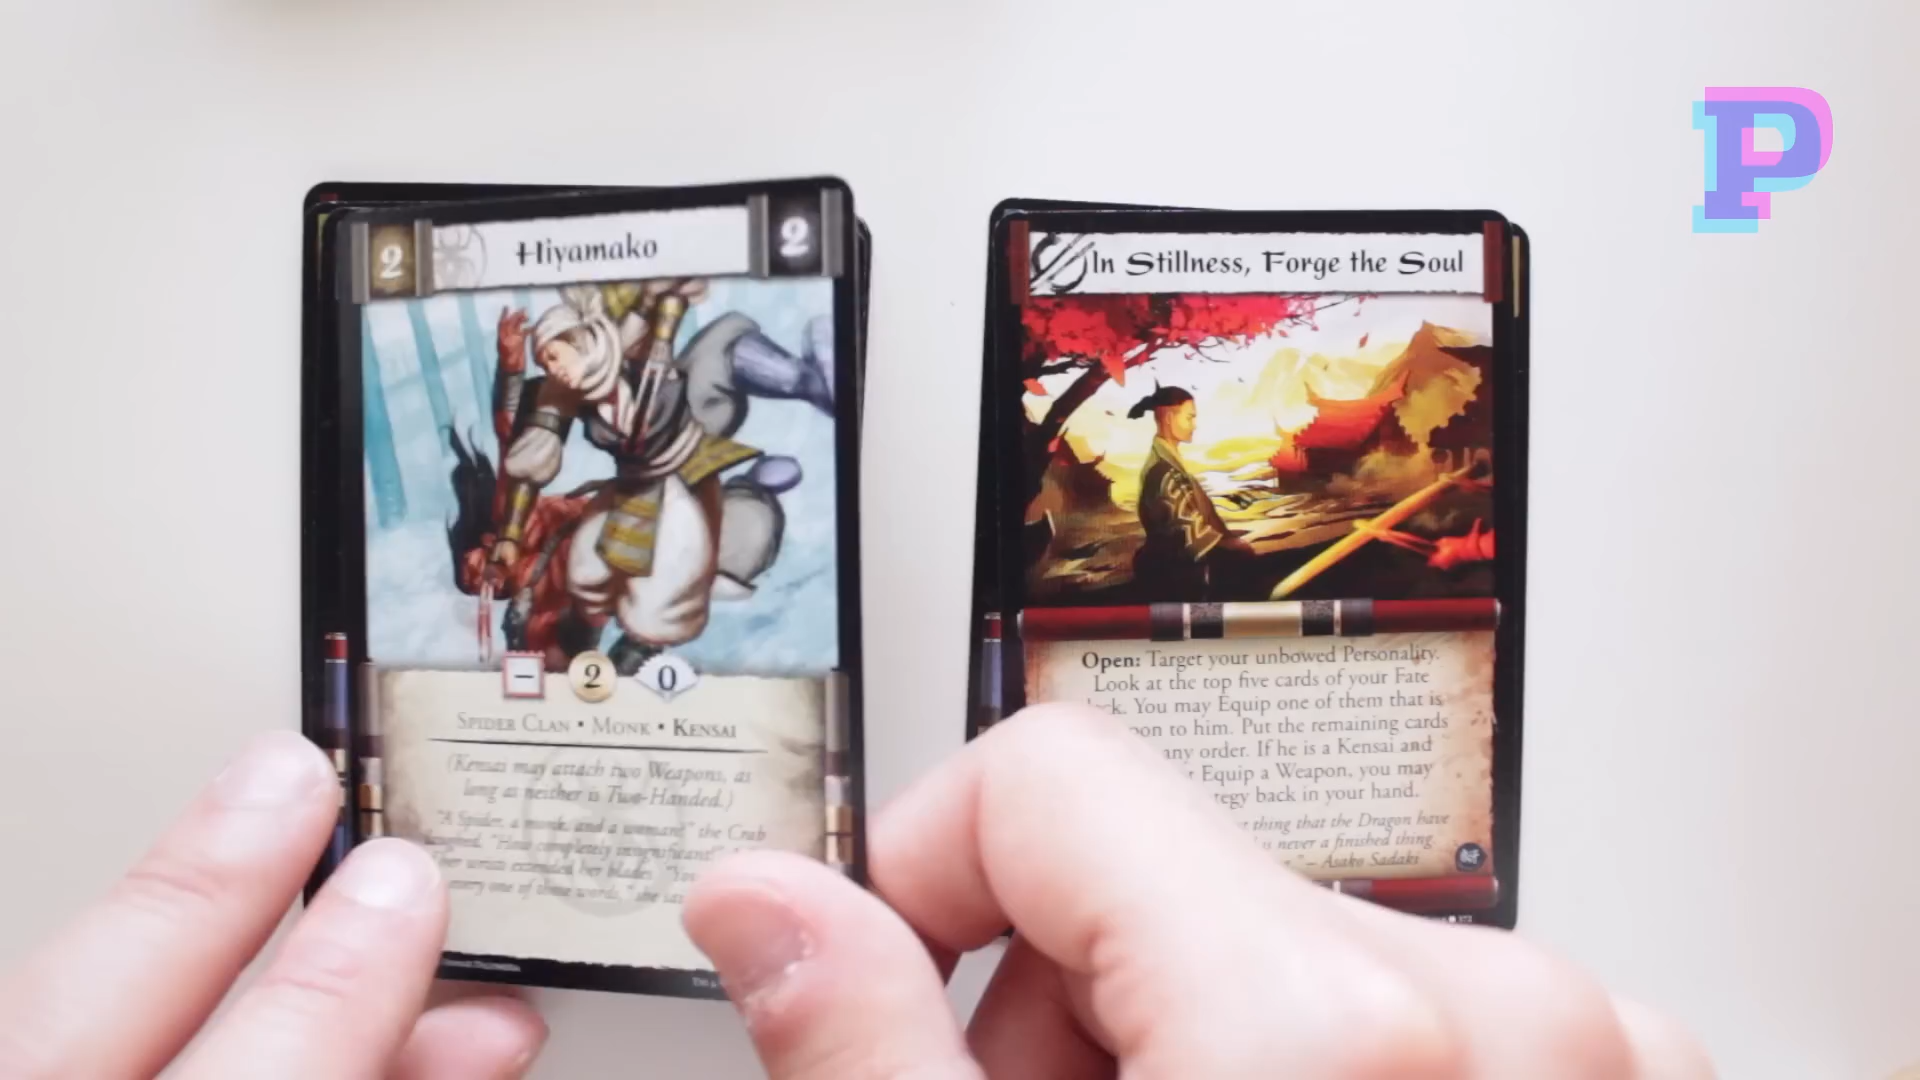 2
Hiyamako
2
– 2 0
Spider Clan • Monk • Kensai
(Kensai may attach two Weapons, as
long as neither is Two-Handed.)
"A Spider, a monk, and a woman!" the Crab
laughed. "How completely insignificant!"
her wrists extended her blades. "You
every one of those words," she
In Stillness, Forge the Soul
Open: Target your unbowed Personality.
Look at the top five cards of your Fate
You may Equip one of them that is
to him. Put the remaining cards
any order. If he is a Kensai and
Equip a Weapon, you may
back in your hand.
thing that the Dragon have
is never a finished thing.
– Asako Sadaki
P